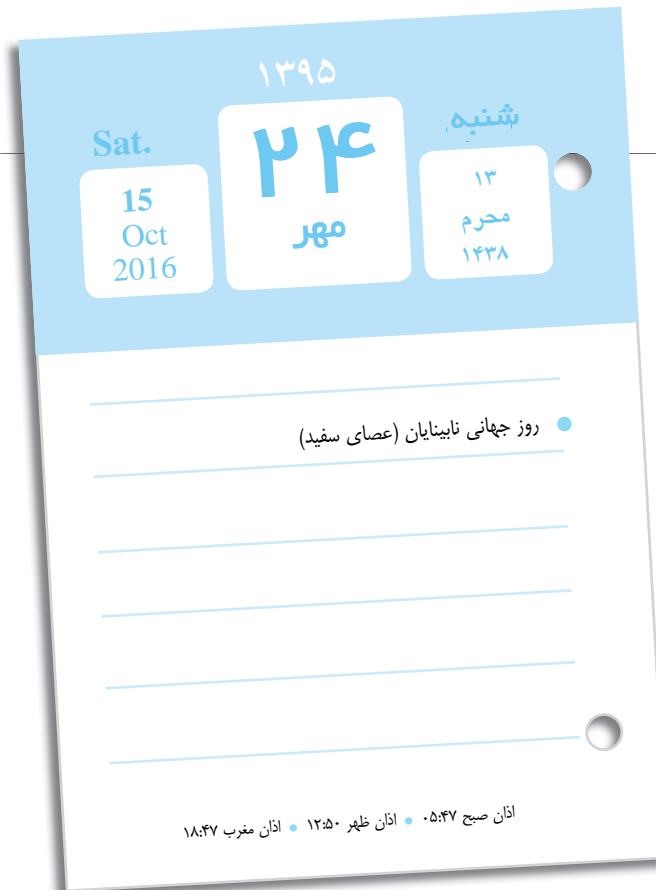 ۱۳۹۵
شنبه
۱۳
محرم
۱۴۳۸
۲۴
مهر
Sat.
15
Oct
2016
روز جهانی نابینایان (عصای سفید)
اذان صبح ۰۵:۴۷ • اذان ظهر ۱۲:۵۰ • اذان مغرب ۱۸:۴۷